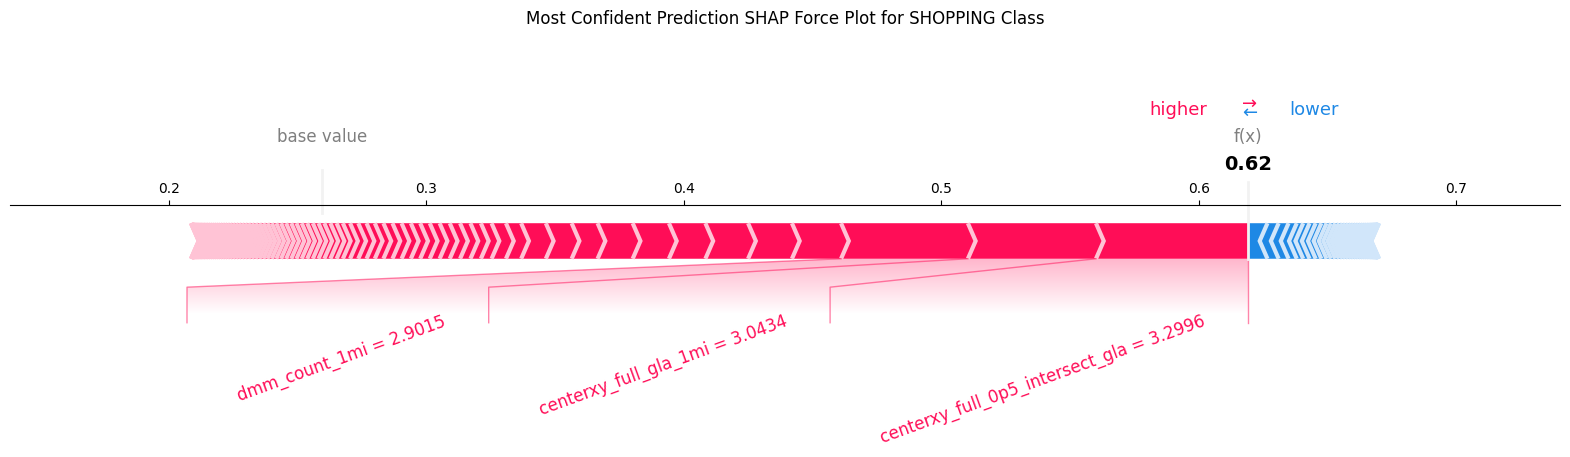 Most Confident Prediction SHAP Force Plot for SHOPPING Class
higher ⇄ lower
base value f(x)
0.62
0.2 0.3 0.4 0.5 0.6 0.7
dmm_count_1mi = 2.9015
centerxy_full_gla_1mi = 3.0434
centerxy_full_0p5_intersect_gla = 3.2996